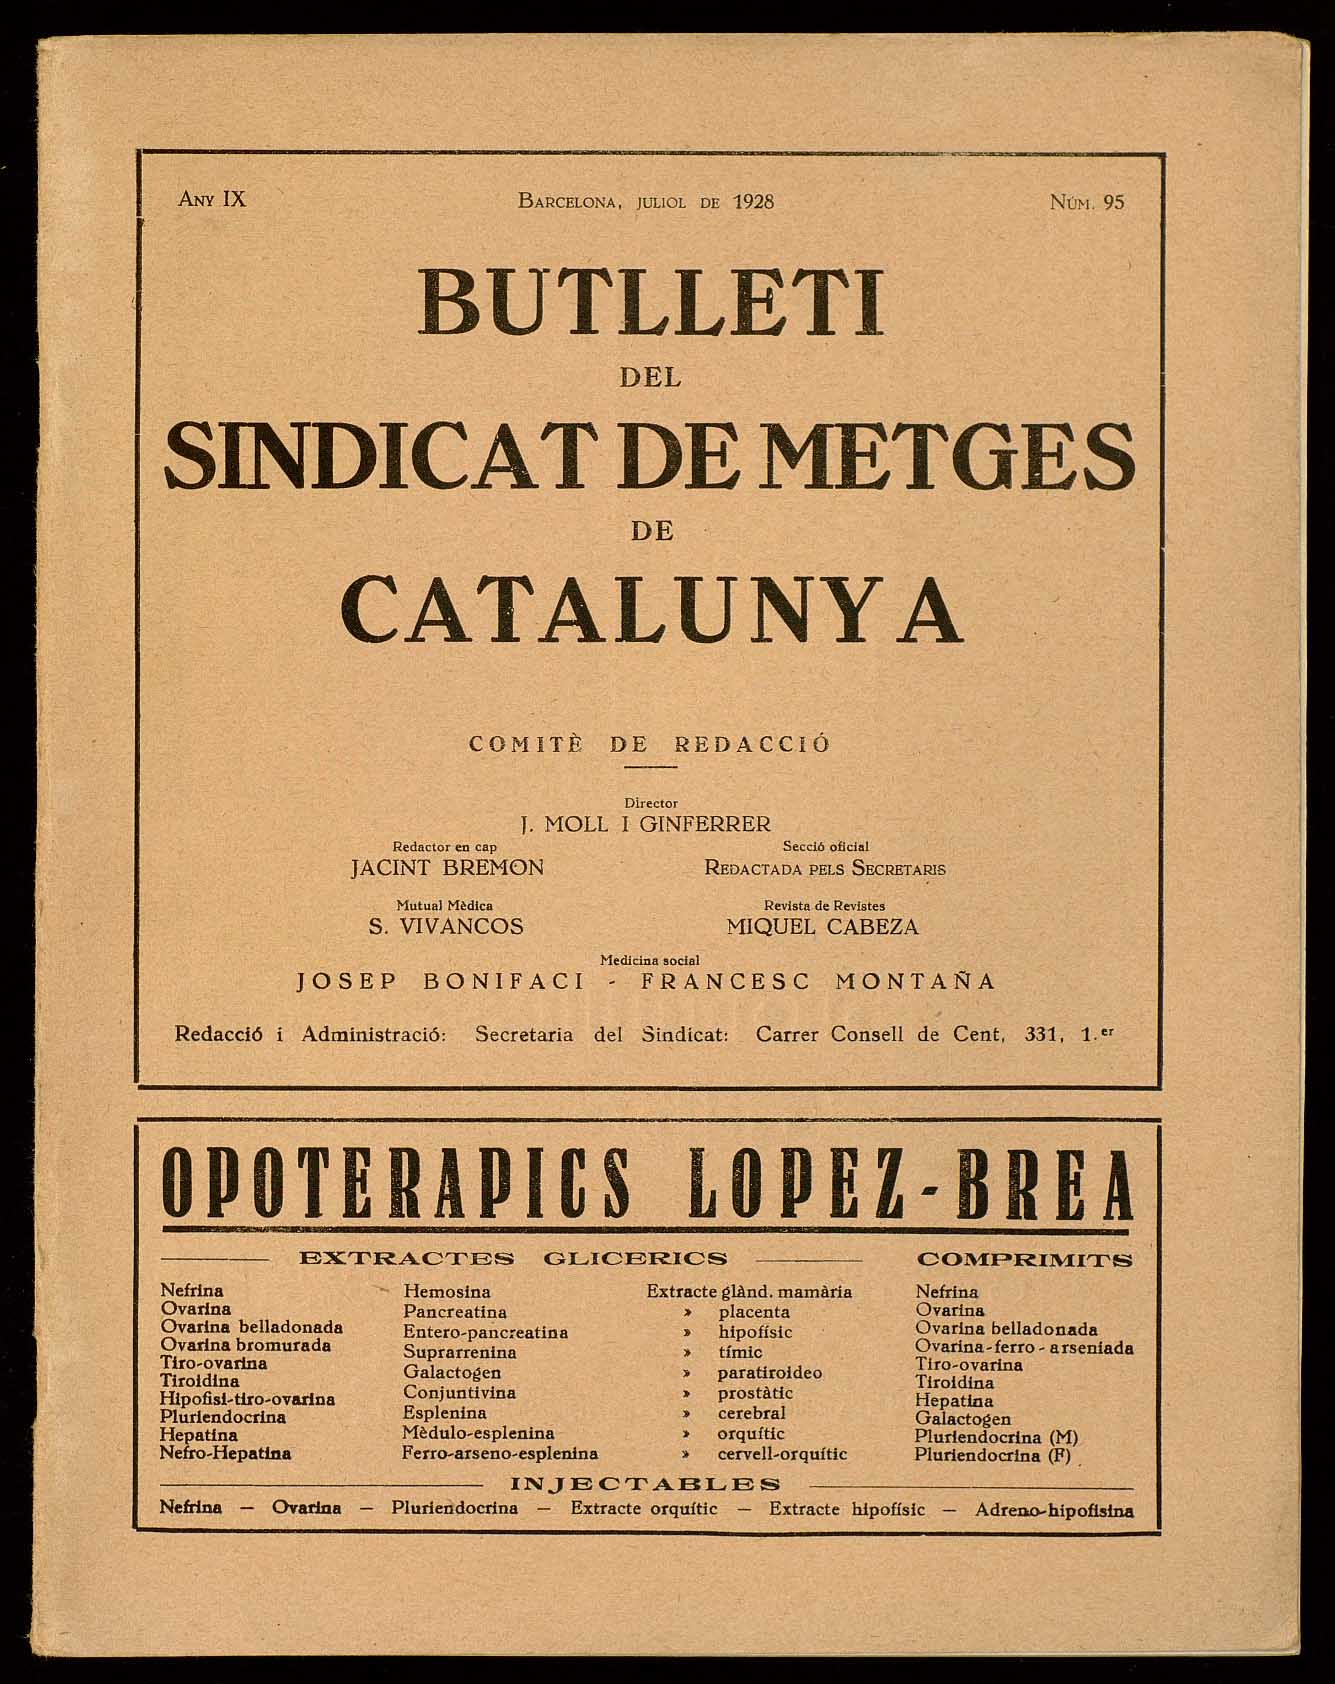 Any IX Barcelona, juliol de 1928 Núm. 95
BUTLLETI
DEL
SINDICAT DE METGES
DE
CATALUNYA
COMITÈ DE REDACCIÓ
Director
J. MOLL I GINFERRER
Redactor en cap Secció oficial
JACINT BREMON Redactada pels Secretaris
Mutual Mèdica Revista de Revistes
S. VIVANCOS MIQUEL CABEZA
Medicina social
JOSEP BONIFACI - FRANCESC MONTAÑA
Redacció i Administració: Secretaria del Sindicat: Carrer Consell de Cent, 331, 1.er
OPOTERAPICS LOPEZ-BREA
EXTRACTES GLICERICS
Nefrina
Ovarina
Ovarina belladonada
Ovarina bromurada
Tiro-ovarina
Tiroidina
Hipofisi-tiro-ovarina
Pluriendocrina
Hepatina
Nefro-Hepatina
Hemosina
Pancreatina
Entero-pancreatina
Suprarrenina
Galactogen
Conjuntivina
Esplenina
Mèdulo-esplenina
Ferro-arseno-esplenina
Extracte glànd. mamària
» placenta
» hipofísic
» tímic
» paratiroideo
» prostàtic
» cerebral
» orquític
» cervell-orquític
COMPRIMITS
Nefrina
Ovarina
Ovarina belladonada
Ovarina-ferro-arseniada
Tiro-ovarina
Tiroidina
Hepatina
Galactogen
Pluriendocrina (M)
Pluriendocrina (F)
INJECTABLES
Nefrina — Ovarina — Pluriendocrina — Extracte orquític — Extracte hipofísic — Adreno-hipofisina